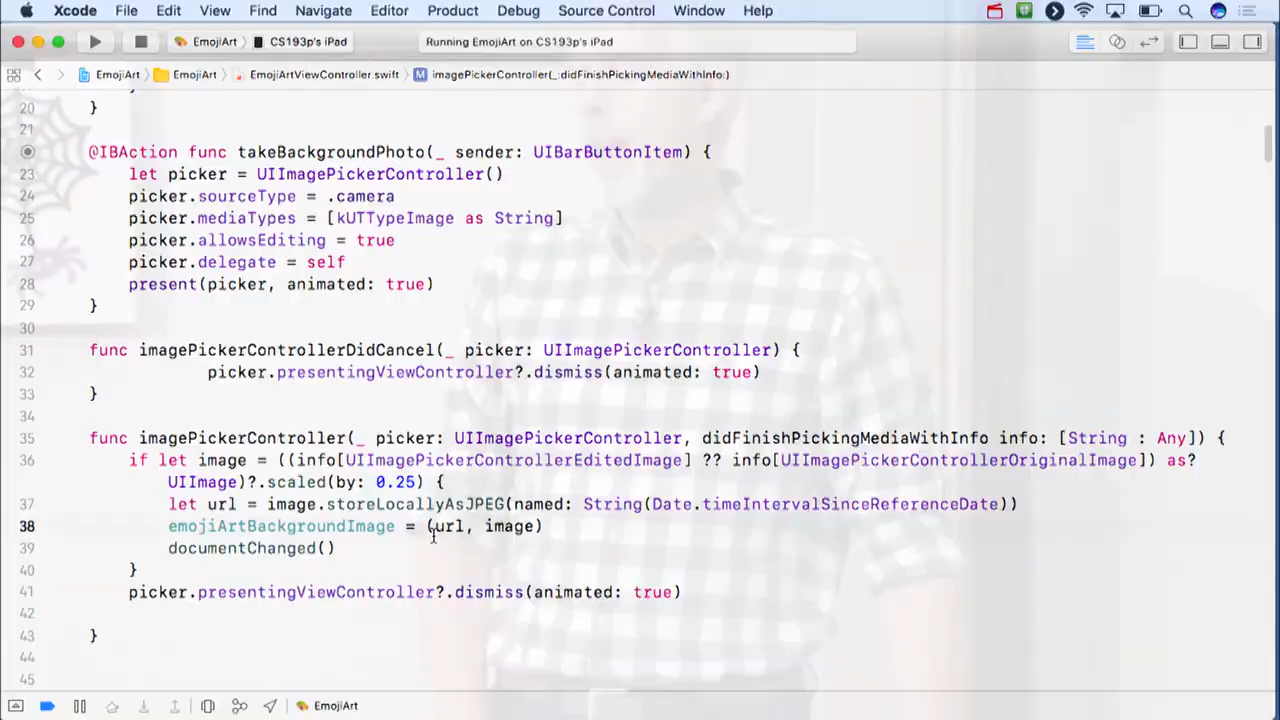 Xcode File Edit View Find Navigate Editor Product Debug Source Control Window Help
EmojiArt CS193p's iPad Running EmojiArt on CS193p's iPad
EmojiArt EmojiArt EmojiArtViewController.swift M imagePickerController(_:didFinishPickingMediaWithInfo:)
20 }
21
@IBAction func takeBackgroundPhoto(_ sender: UIBarButtonItem) {
23 let picker = UIImagePickerController()
24 picker.sourceType = .camera
25 picker.mediaTypes = [kUTTypeImage as String]
26 picker.allowsEditing = true
27 picker.delegate = self
28 present(picker, animated: true)
29 }
30
31 func imagePickerControllerDidCancel(_ picker: UIImagePickerController) {
32 picker.presentingViewController?.dismiss(animated: true)
33 }
34
35 func imagePickerController(_ picker: UIImagePickerController, didFinishPickingMediaWithInfo info: [String : Any]) {
36 if let image = ((info[UIImagePickerControllerEditedImage] ?? info[UIImagePickerControllerOriginalImage]) as?
UIImage)?.scaled(by: 0.25) {
37 let url = image.storeLocallyAsJPEG(named: String(Date.timeIntervalSinceReferenceDate))
38 emojiArtBackgroundImage = (url, image)
39 documentChanged()
40 }
41 picker.presentingViewController?.dismiss(animated: true)
42
43 }
44
45
EmojiArt